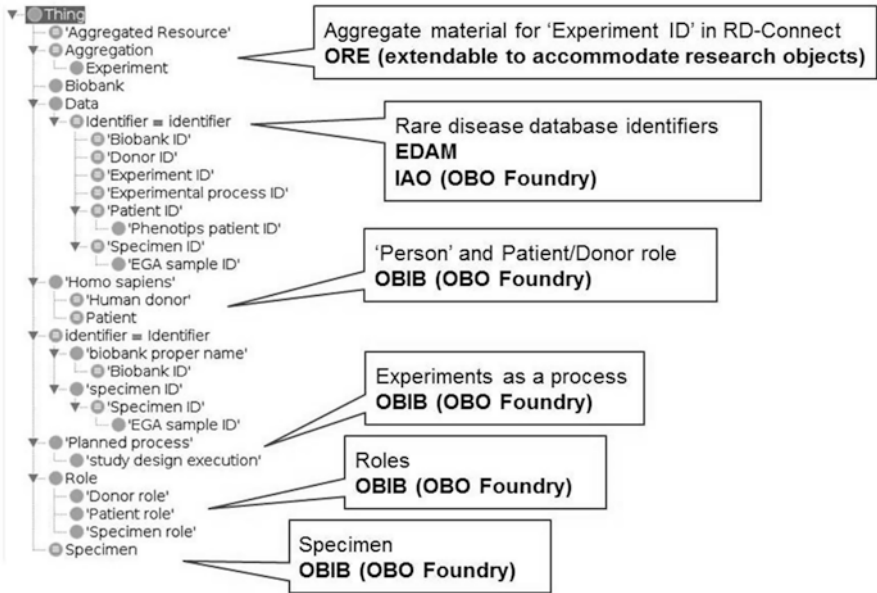 Thing
'Aggregated Resource'
Aggregation
Experiment
Biobank
Data
Identifier ≡ identifier
'Biobank ID'
'Donor ID'
'Experiment ID'
'Experimental process ID'
'Patient ID'
'Phenotips patient ID'
'Specimen ID'
'EGA sample ID'
'Homo sapiens'
'Human donor'
Patient
identifier ≡ Identifier
'biobank proper name'
'Biobank ID'
'specimen ID'
'Specimen ID'
'EGA sample ID'
'Planned process'
'study design execution'
Role
'Donor role'
'Patient role'
'Specimen role'
Specimen
Aggregate material for ‘Experiment ID’ in RD-Connect
ORE (extendable to accommodate research objects)
Rare disease database identifiers
EDAM
IAO (OBO Foundry)
‘Person’ and Patient/Donor role
OBIB (OBO Foundry)
Experiments as a process
OBIB (OBO Foundry)
Roles
OBIB (OBO Foundry)
Specimen
OBIB (OBO Foundry)